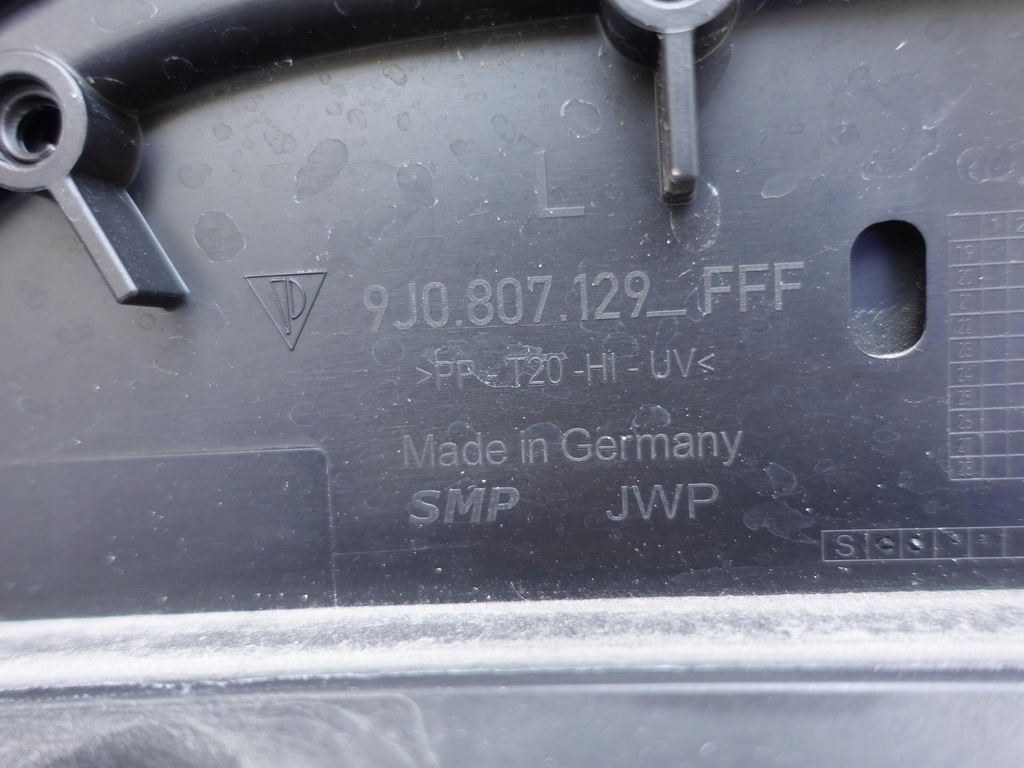 L
9J0.807.129_FFF
>PP-T20-HI-UV<
Made in Germany
SMP JWP
S